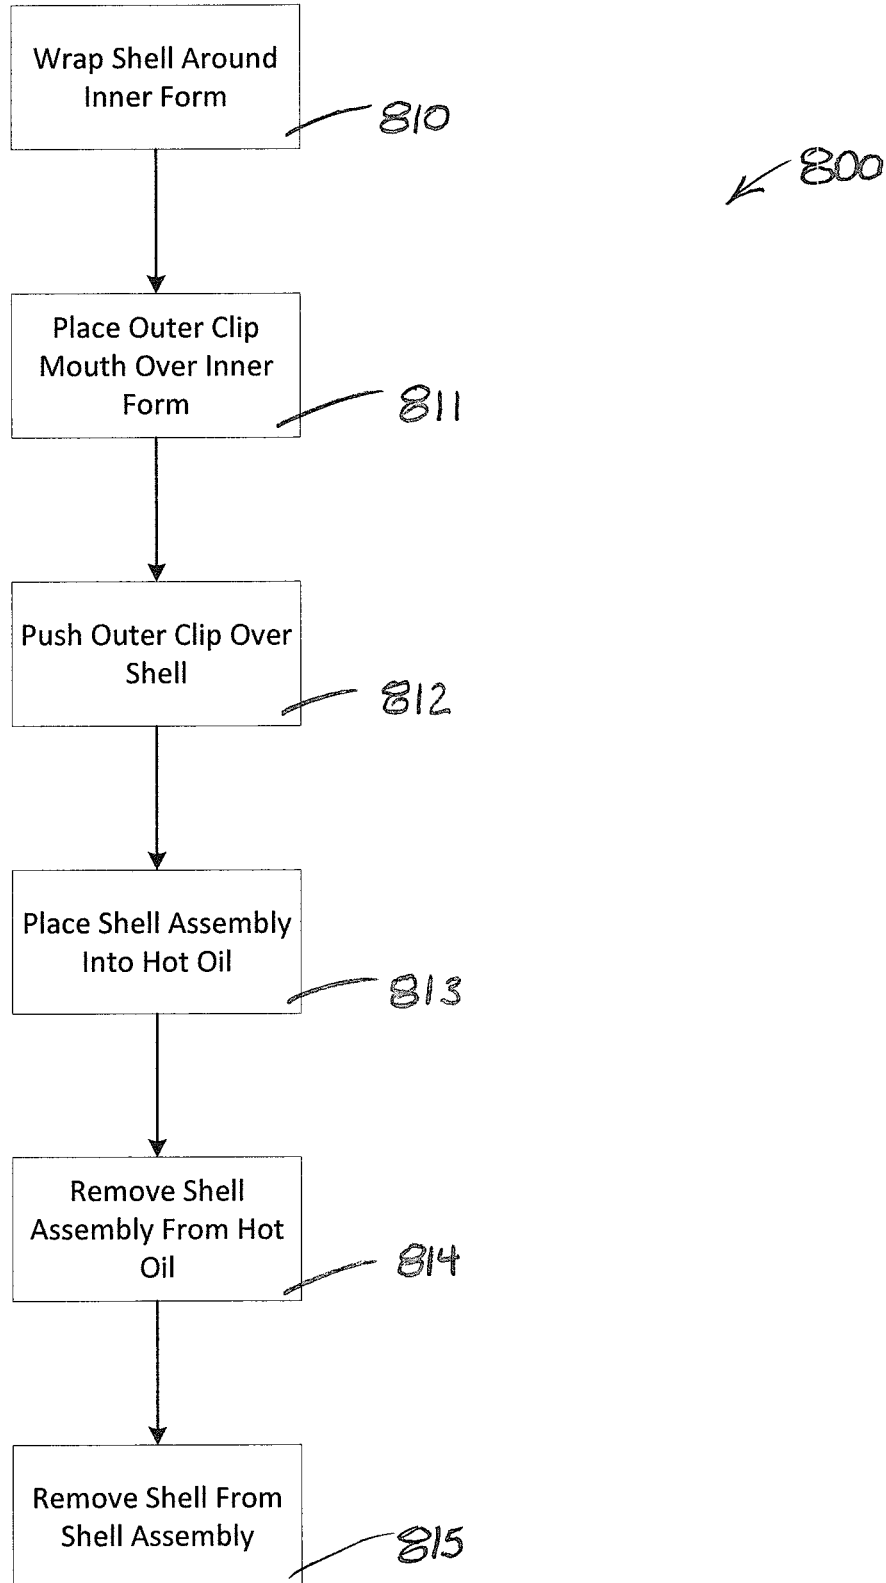 Wrap Shell Around
Inner Form
810
800
Place Outer Clip
Mouth Over Inner
Form
811
Push Outer Clip Over
Shell
812
Place Shell Assembly
Into Hot Oil
813
Remove Shell
Assembly From Hot
Oil
814
Remove Shell From
Shell Assembly
815